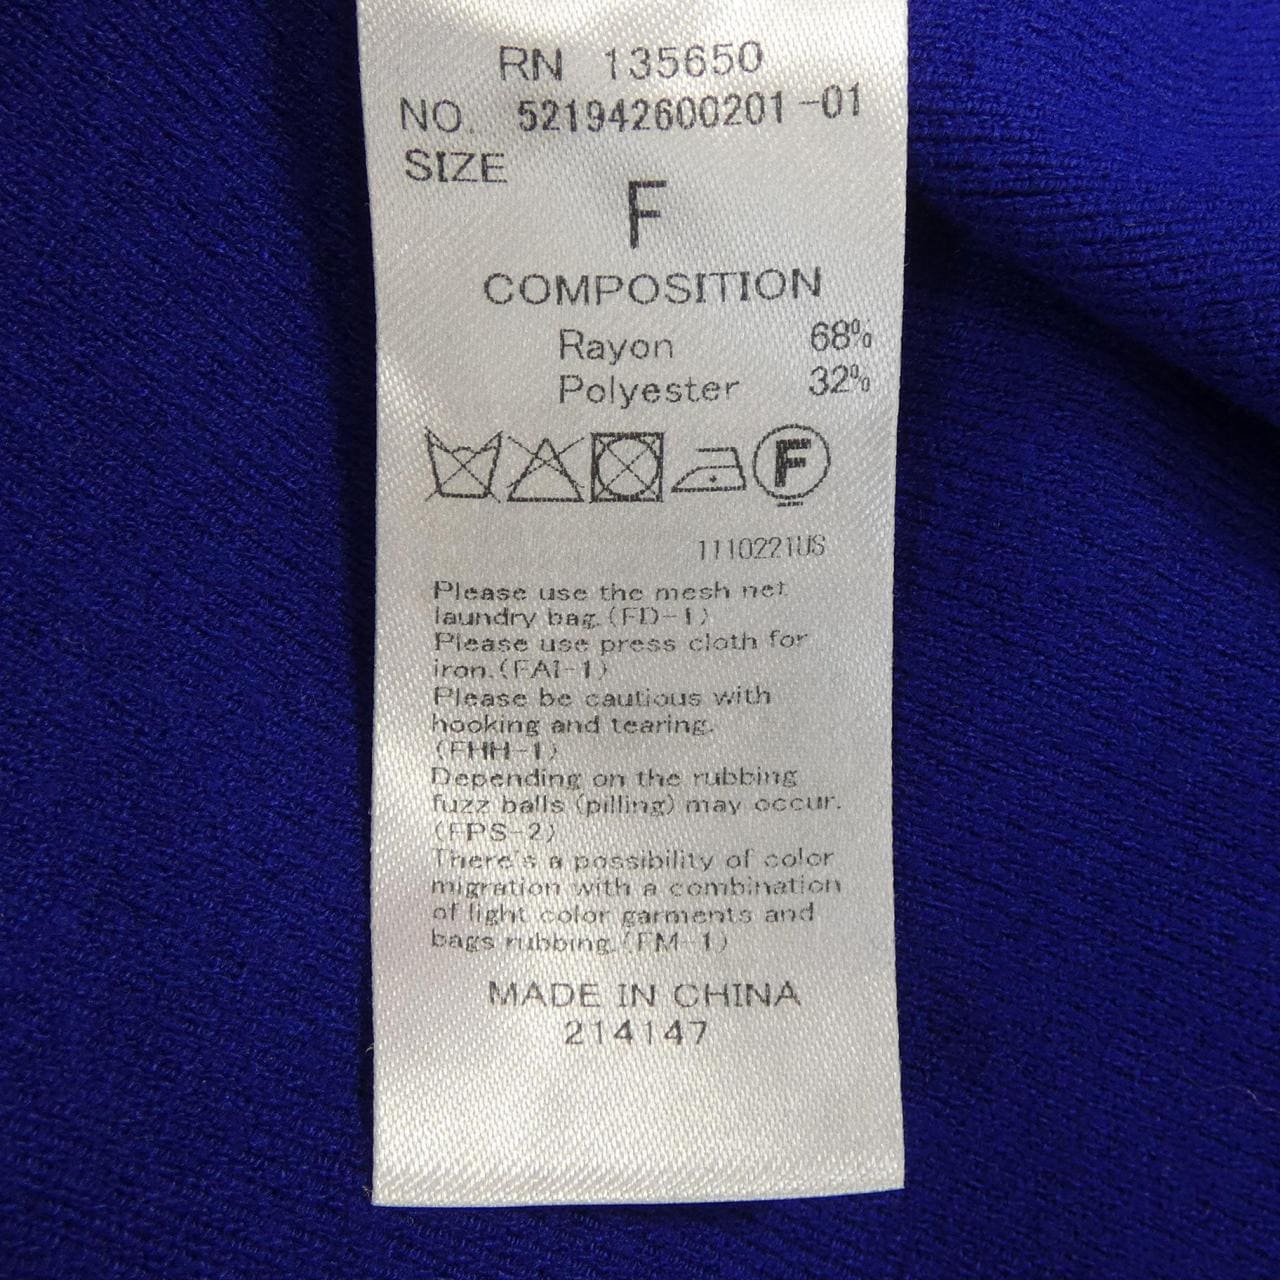 RN 135650
NO. 521942600201-01
SIZE
F
COMPOSITION
Rayon 68%
Polyester 32%
F
1110221US
Please use the mesh net
laundry bag.(FD-1)
Please use press cloth for
iron.(FAI-1)
Please be cautious with
hooking and tearing.
(FHH-1)
Depending on the rubbing
fuzz balls (pilling) may occur.
(FPS-2)
There's a possibility of color
migration with a combination
of light color garments and
bags rubbing.(FM-1)
MADE IN CHINA
214147